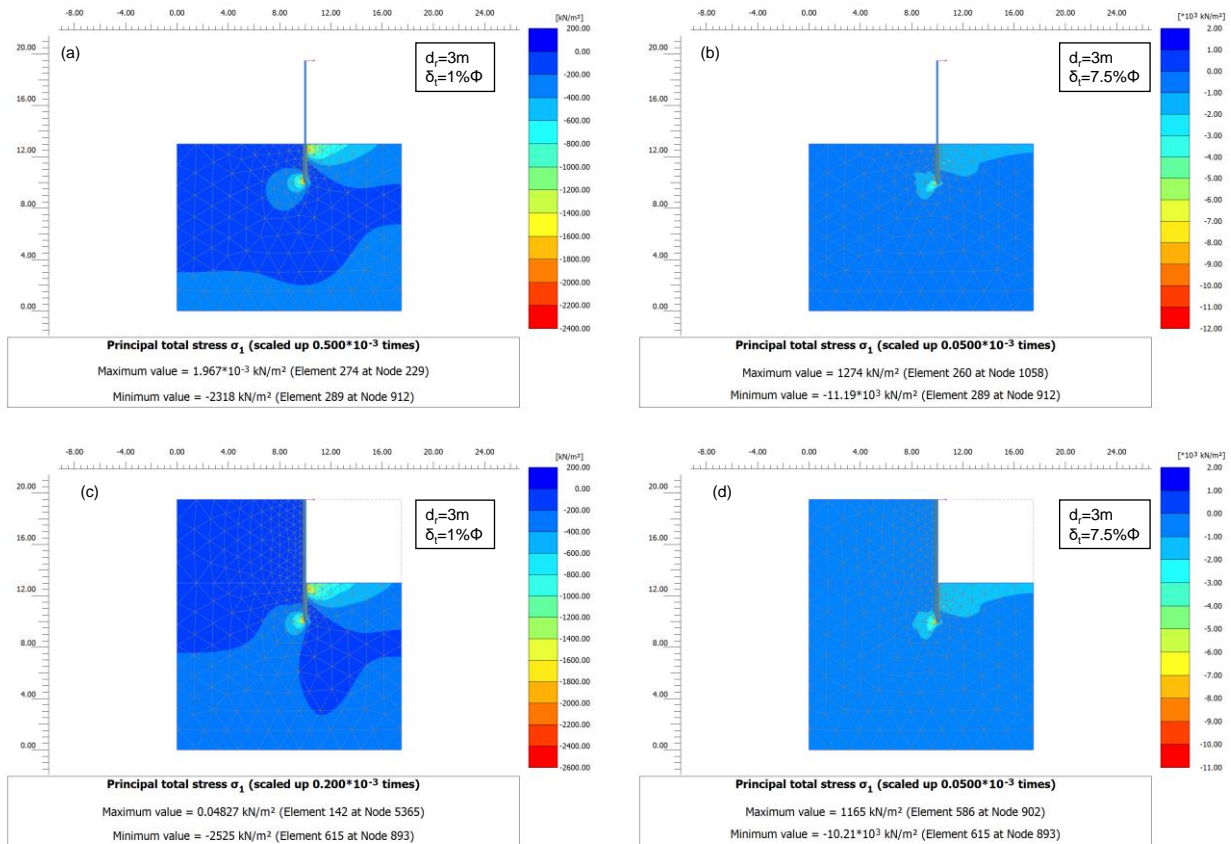 -8.00 -4.00 0.00 4.00 8.00 12.00 16.00 20.00 24.00
[kN/m²]
(a)
d_r=3m
δ_t=1%Φ
20.00
16.00
12.00
8.00
4.00
0.00
200.00
0.00
-200.00
-400.00
-600.00
-800.00
-1000.00
-1200.00
-1400.00
-1600.00
-1800.00
-2000.00
-2200.00
-2400.00
Principal total stress σ₁ (scaled up 0.500*10⁻³ times)
Maximum value = 1.967*10⁻³ kN/m² (Element 274 at Node 229)
Minimum value = -2318 kN/m² (Element 289 at Node 912)
-8.00 -4.00 0.00 4.00 8.00 12.00 16.00 20.00 24.00
[*10³ kN/m²]
(b)
d_r=3m
δ_t=7.5%Φ
20.00
16.00
12.00
8.00
4.00
0.00
2.00
1.00
0.00
-1.00
-2.00
-3.00
-4.00
-5.00
-6.00
-7.00
-8.00
-9.00
-10.00
-11.00
-12.00
Principal total stress σ₁ (scaled up 0.0500*10⁻³ times)
Maximum value = 1274 kN/m² (Element 260 at Node 1058)
Minimum value = -11.19*10³ kN/m² (Element 289 at Node 912)
-8.00 -4.00 0.00 4.00 8.00 12.00 16.00 20.00 24.00
[kN/m²]
(c)
d_r=3m
δ_t=1%Φ
20.00
16.00
12.00
8.00
4.00
0.00
200.00
0.00
-200.00
-400.00
-600.00
-800.00
-1000.00
-1200.00
-1400.00
-1600.00
-1800.00
-2000.00
-2200.00
-2400.00
-2600.00
Principal total stress σ₁ (scaled up 0.200*10⁻³ times)
Maximum value = 0.04827 kN/m² (Element 142 at Node 5365)
Minimum value = -2525 kN/m² (Element 615 at Node 893)
-8.00 -4.00 0.00 4.00 8.00 12.00 16.00 20.00 24.00
[*10³ kN/m²]
(d)
d_r=3m
δ_t=7.5%Φ
20.00
16.00
12.00
8.00
4.00
0.00
2.00
1.00
0.00
-1.00
-2.00
-3.00
-4.00
-5.00
-6.00
-7.00
-8.00
-9.00
-10.00
-11.00
Principal total stress σ₁ (scaled up 0.0500*10⁻³ times)
Maximum value = 1165 kN/m² (Element 586 at Node 902)
Minimum value = -10.21*10³ kN/m² (Element 615 at Node 893)